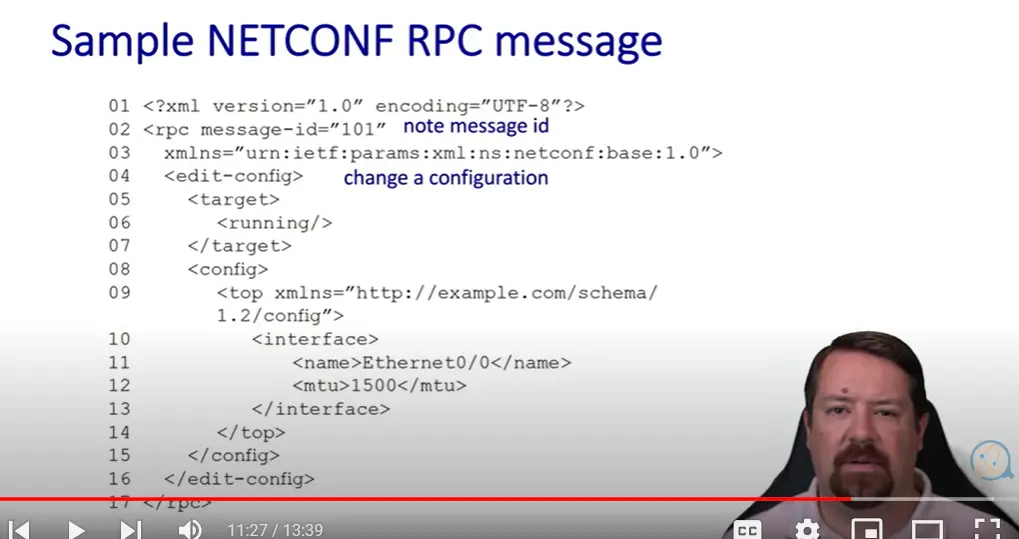 Sample NETCONF RPC message
01 <?xml version=”1.0” encoding=”UTF-8”?>
02 <rpc message-id=”101” note message id
03 xmlns=”urn:ietf:params:xml:ns:netconf:base:1.0”>
04 <edit-config> change a configuration
05 <target>
06 <running/>
07 </target>
08 <config>
09 <top xmlns=”http://example.com/schema/
1.2/config”>
10 <interface>
11 <name>Ethernet0/0</name>
12 <mtu>1500</mtu>
13 </interface>
14 </top>
15 </config>
16 </edit-config>
17 </rpc>
11:27 / 13:39 CC